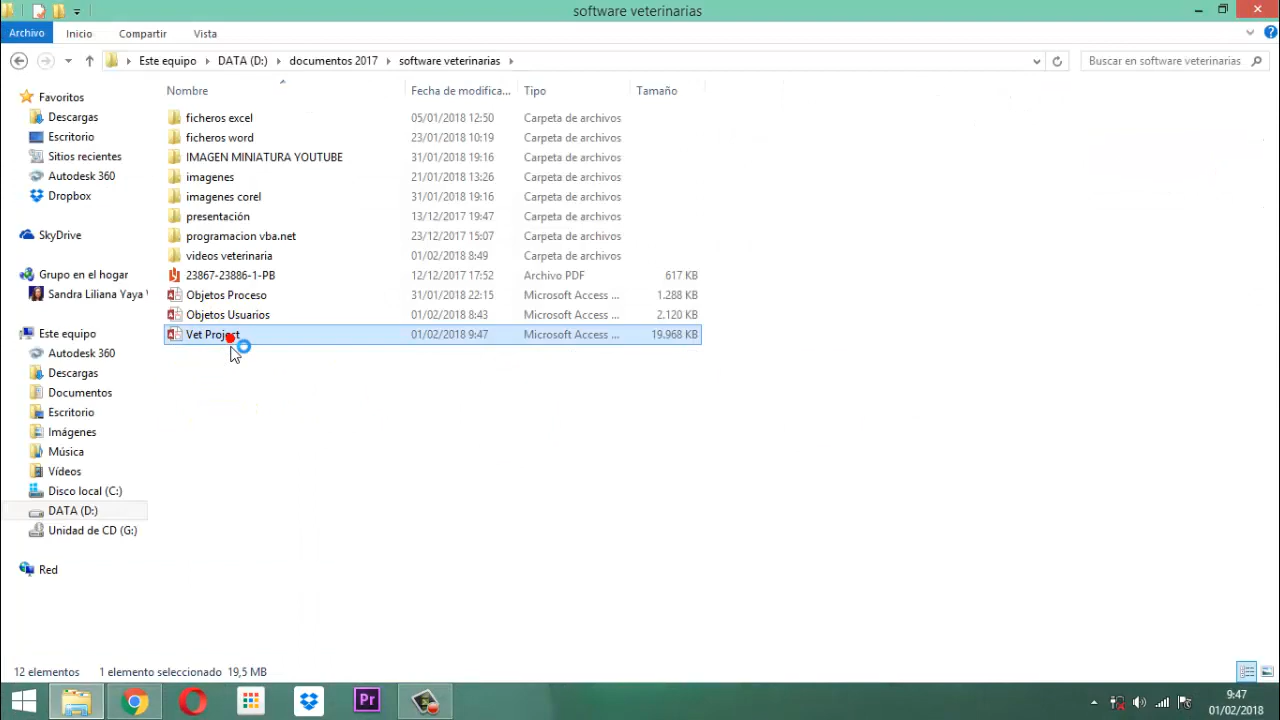 software veterinarias
Archivo Inicio Compartir Vista
Este equipo DATA (D:) documentos 2017 software veterinarias
Buscar en software veterinarias
Nombre Fecha de modifica... Tipo Tamaño
ficheros excel 05/01/2018 12:50 Carpeta de archivos
ficheros word 23/01/2018 10:19 Carpeta de archivos
IMAGEN MINIATURA YOUTUBE 31/01/2018 19:16 Carpeta de archivos
imagenes 21/01/2018 13:26 Carpeta de archivos
imagenes corel 31/01/2018 19:16 Carpeta de archivos
presentación 13/12/2017 19:47 Carpeta de archivos
programacion vba.net 23/12/2017 15:07 Carpeta de archivos
videos veterinaria 01/02/2018 8:49 Carpeta de archivos
23867-23886-1-PB 12/12/2017 17:52 Archivo PDF 617 KB
Objetos Proceso 31/01/2018 22:15 Microsoft Access ... 1.288 KB
Objetos Usuarios 01/02/2018 8:43 Microsoft Access ... 2.120 KB
Vet Project 01/02/2018 9:47 Microsoft Access ... 19.968 KB
Favoritos
Descargas
Escritorio
Sitios recientes
Autodesk 360
Dropbox
SkyDrive
Grupo en el hogar
Sandra Liliana Yaya
Este equipo
Autodesk 360
Descargas
Documentos
Escritorio
Imágenes
Música
Vídeos
Disco local (C:)
DATA (D:)
Unidad de CD (G:)
Red
12 elementos 1 elemento seleccionado 19,5 MB
Pr
9:47
01/02/2018